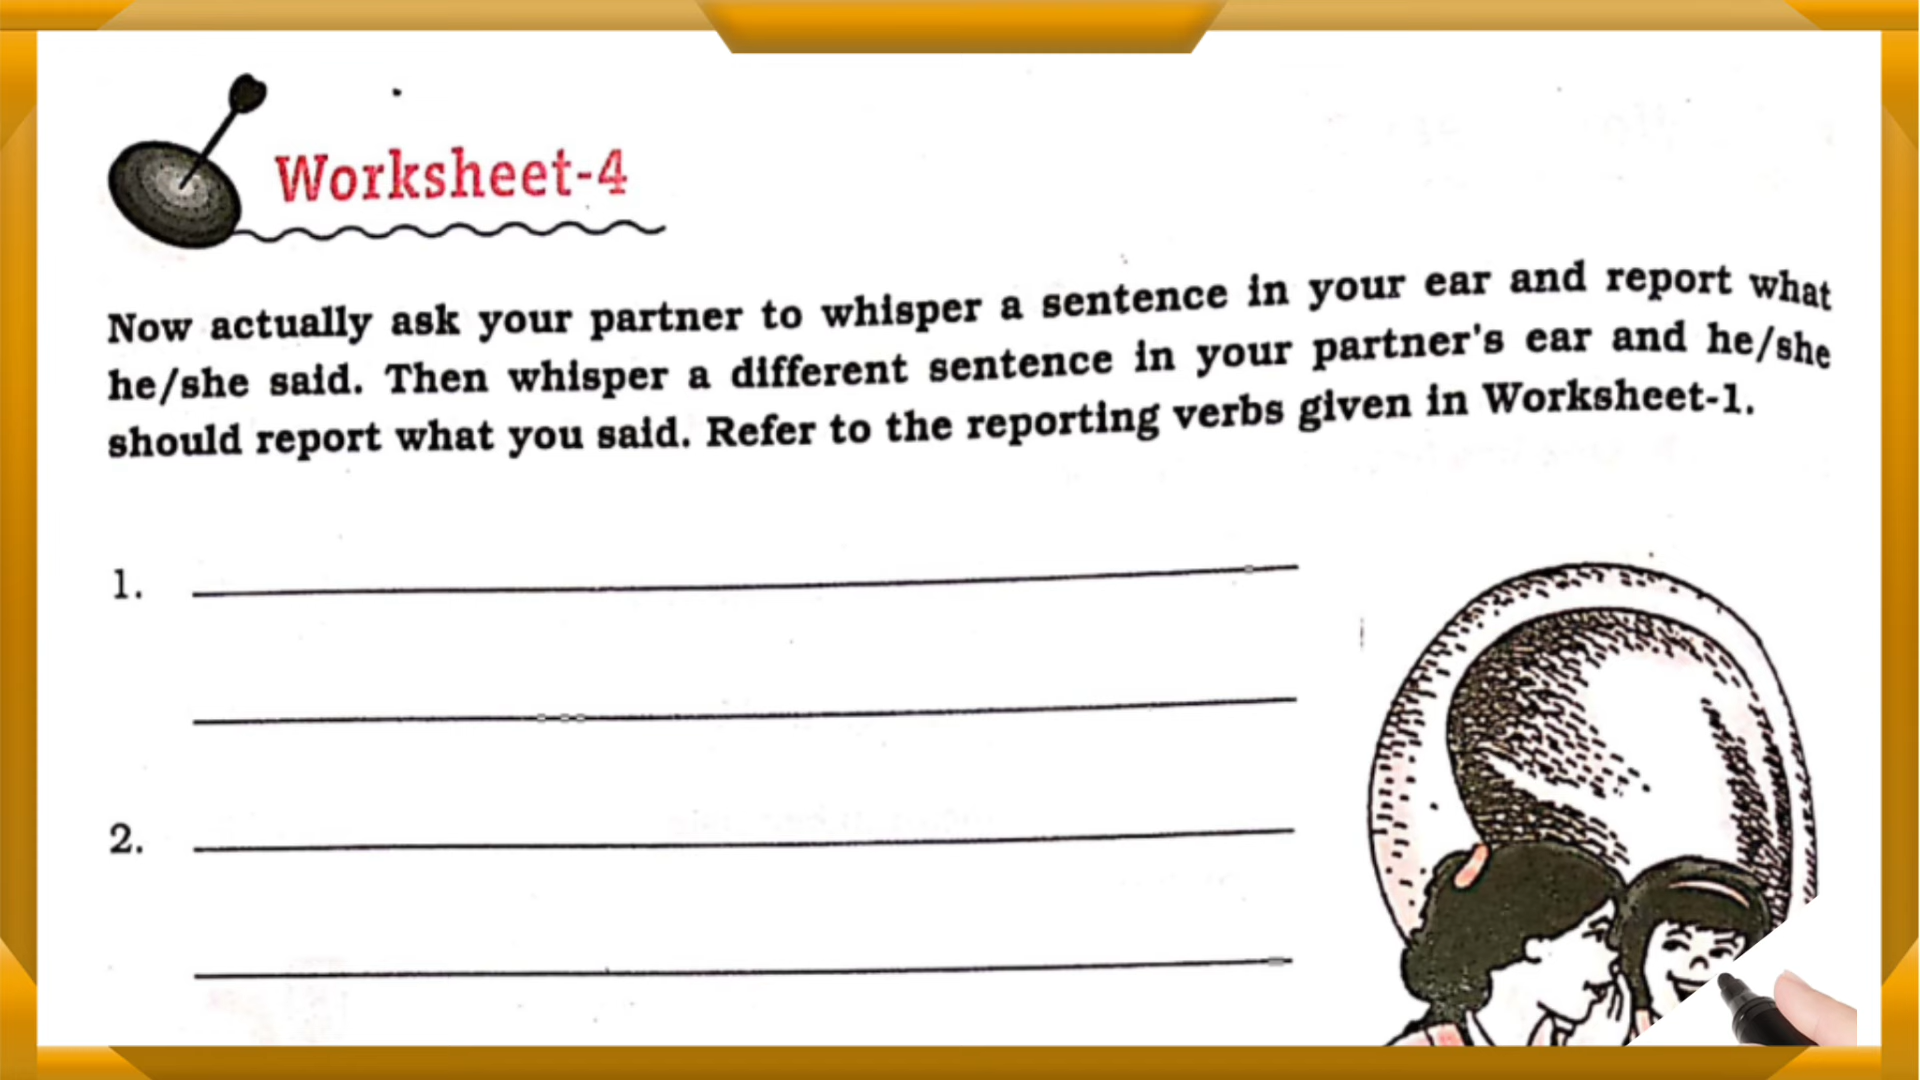 Worksheet-4
Now actually ask your partner to whisper a sentence in your ear and report what
he/she said. Then whisper a different sentence in your partner's ear and he/she
should report what you said. Refer to the reporting verbs given in Worksheet-1.
1.
2.